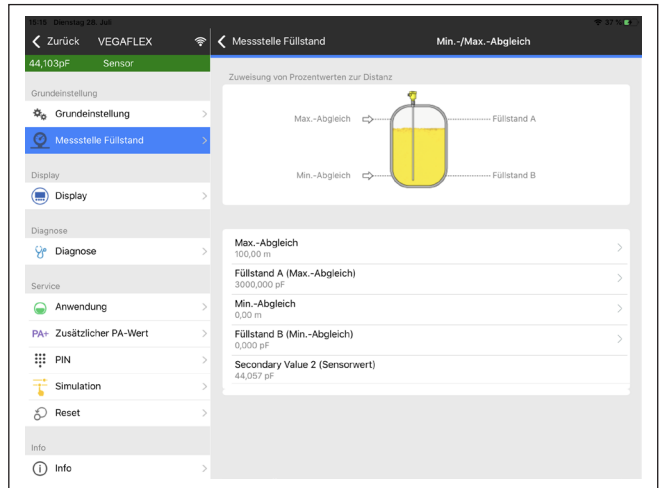 15:15 Dienstag 28. Juli
37 %
Zurück VEGAFLEX
Messstelle Füllstand
Min.-/Max.-Abgleich
44,103pF Sensor
Grundeinstellung
Grundeinstellung
Messstelle Füllstand
Display
Display
Diagnose
Diagnose
Service
Anwendung
PA+ Zusätzlicher PA-Wert
PIN
Simulation
Reset
Info
Info
Zuweisung von Prozentwerten zur Distanz
Max.-Abgleich Füllstand A
Min.-Abgleich Füllstand B
Max.-Abgleich
100,00 m
Füllstand A (Max.-Abgleich)
3000,000 pF
Min.-Abgleich
0,00 m
Füllstand B (Min.-Abgleich)
0,000 pF
Secondary Value 2 (Sensorwert)
44,057 pF